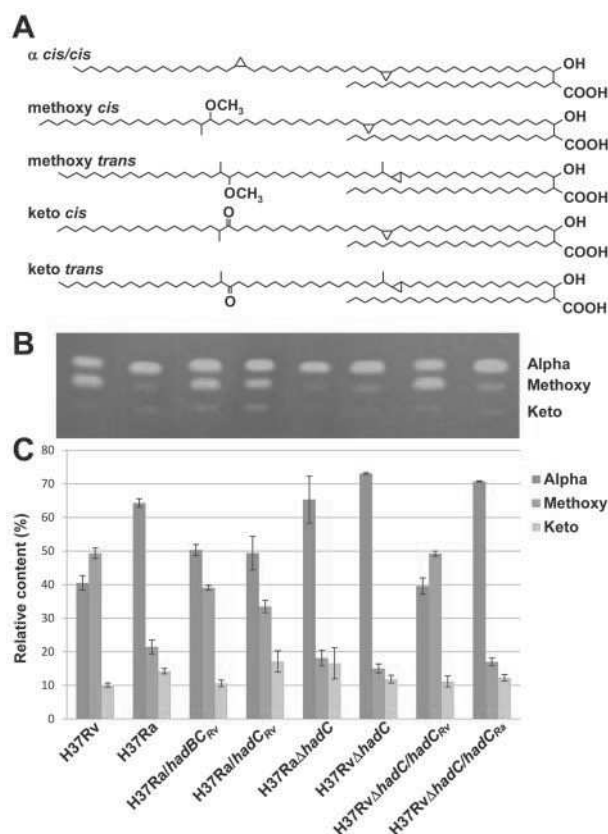 A
α cis/cis
OH
COOH
methoxy cis
OCH3
OH
COOH
methoxy trans
OCH3
OH
COOH
keto cis
O
OH
COOH
keto trans
O
OH
COOH
B
Alpha
Methoxy
Keto
C
80
70
60
50
40
30
20
10
0
Relative content (%)
Alpha
Methoxy
Keto
H37Rv
H37Ra
H37Ra/hadBCRv
H37Ra/hadCRv
H37RaΔhadC
H37RvΔhadC
H37RvΔhadC/hadCRv
H37RvΔhadC/hadCRa